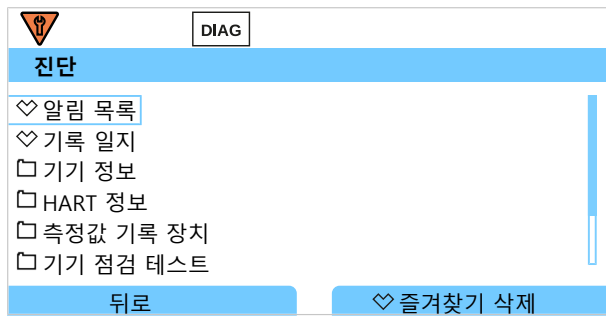 DIAG
진단
알림 목록
기록 일지
기기 정보
HART 정보
측정값 기록 장치
기기 점검 테스트
뒤로
즐겨찾기 삭제